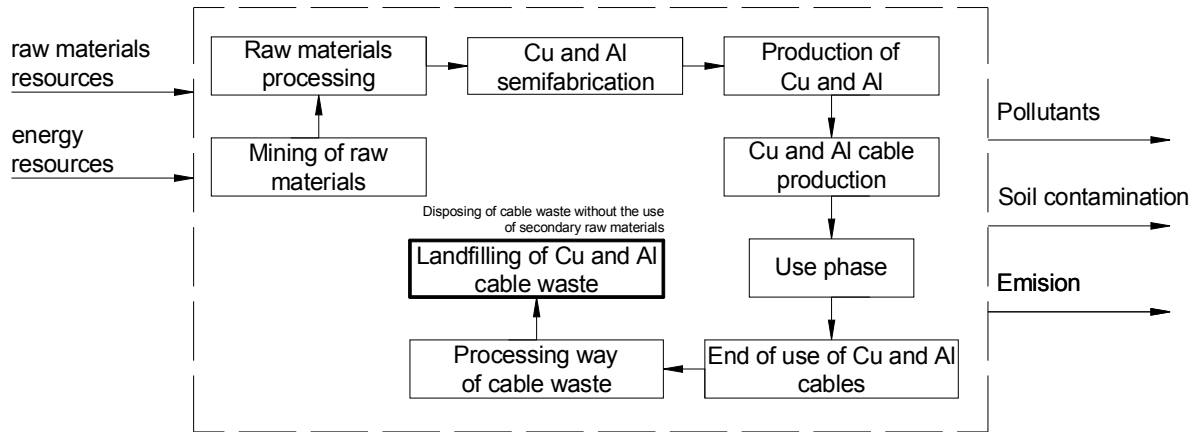 raw materials
resources
energy
resources
Raw materials
processing
Cu and Al
semifabrication
Production of
Cu and Al
Mining of raw
materials
Cu and Al cable
production
Disposing of cable waste without the use
of secondary raw materials
Landfilling of Cu and Al
cable waste
Use phase
Processing way
of cable waste
End of use of Cu and Al
cables
Pollutants
Soil contamination
Emision